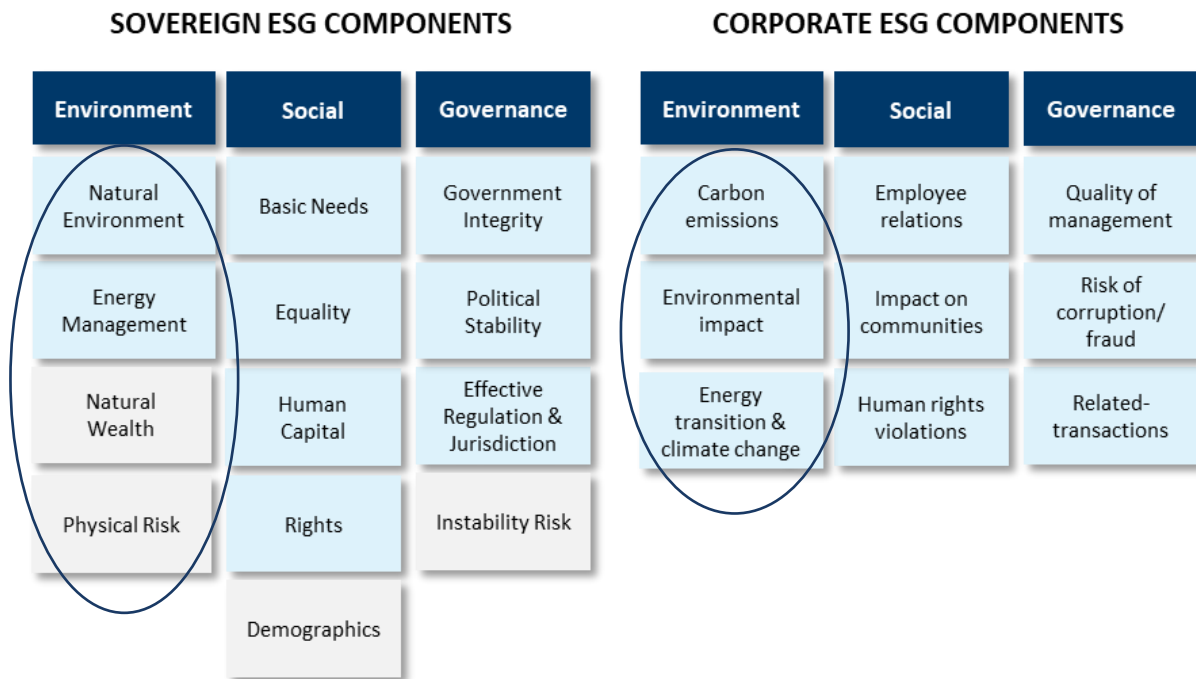 SOVEREIGN ESG COMPONENTS
Environment
Social
Governance
Natural
Environment
Basic Needs
Government
Integrity
Energy
Management
Equality
Political
Stability
Natural
Wealth
Human
Capital
Effective
Regulation &
Jurisdiction
Physical Risk
Rights
Instability Risk
Demographics
CORPORATE ESG COMPONENTS
Environment
Social
Governance
Carbon
emissions
Employee
relations
Quality of
management
Environmental
impact
Impact on
communities
Risk of
corruption/
fraud
Energy
transition &
climate change
Human rights
violations
Related-
transactions